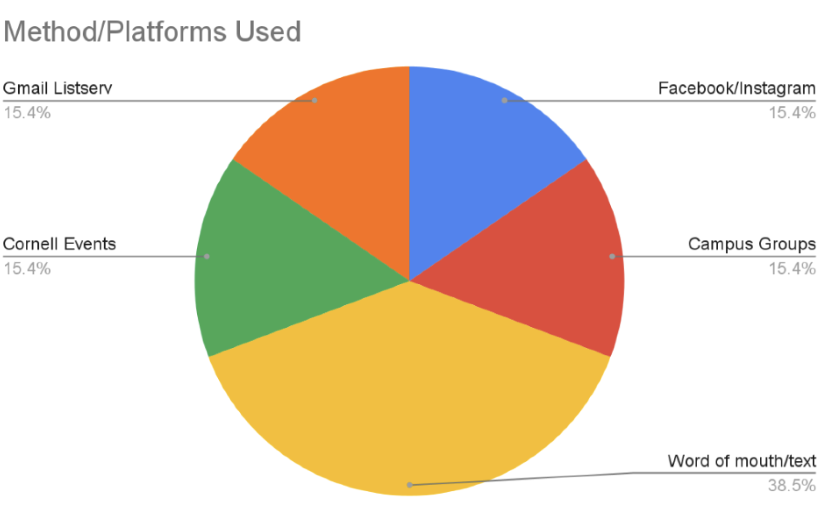 Method/Platforms Used
Gmail Listserv
15.4%
Facebook/Instagram
15.4%
Cornell Events
15.4%
Campus Groups
15.4%
Word of mouth/text
38.5%